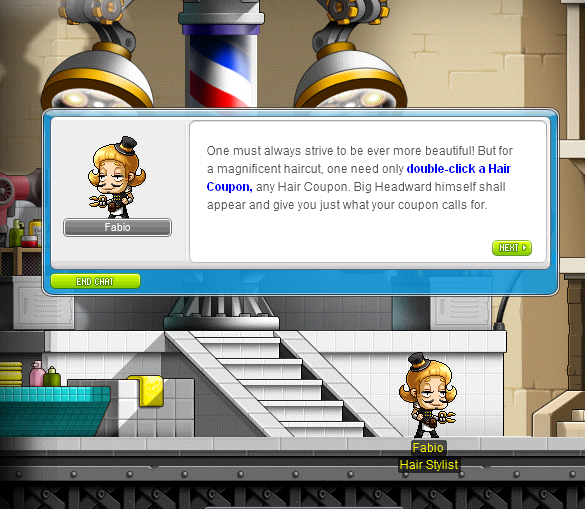 One must always strive to be ever more beautiful! But for
a magnificent haircut, one need only double-click a Hair
Coupon, any Hair Coupon. Big Headward himself shall
appear and give you just what your coupon calls for.
Fabio
NEXT
END CHAT
Fabio
Hair Stylist